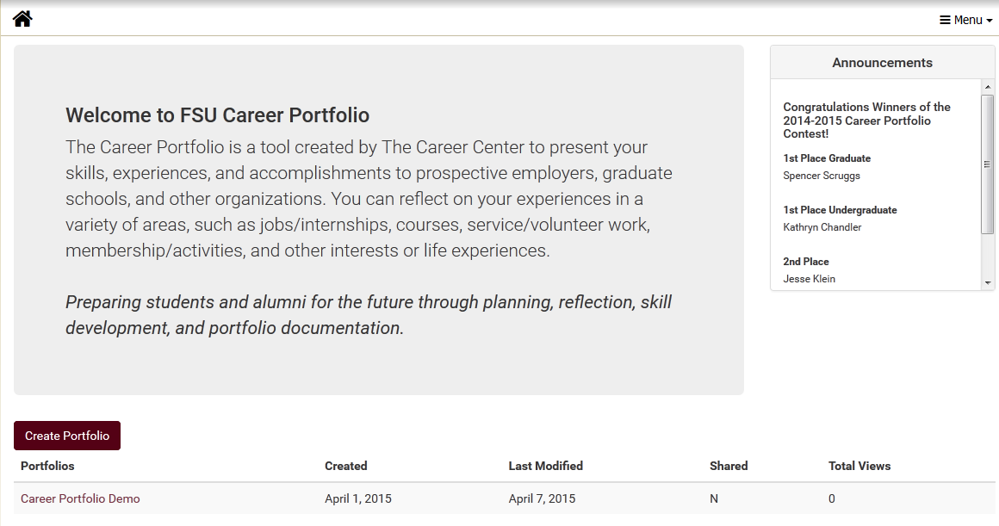 Menu
Welcome to FSU Career Portfolio
The Career Portfolio is a tool created by The Career Center to present your
skills, experiences, and accomplishments to prospective employers, graduate
schools, and other organizations. You can reflect on your experiences in a
variety of areas, such as jobs/internships, courses, service/volunteer work,
membership/activities, and other interests or life experiences.
Preparing students and alumni for the future through planning, reflection, skill
development, and portfolio documentation.
Announcements
Congratulations Winners of the
2014-2015 Career Portfolio
Contest!
1st Place Graduate
Spencer Scruggs
1st Place Undergraduate
Kathryn Chandler
2nd Place
Jesse Klein
Create Portfolio
Portfolios Created Last Modified Shared Total Views
Career Portfolio Demo April 1, 2015 April 7, 2015 N 0